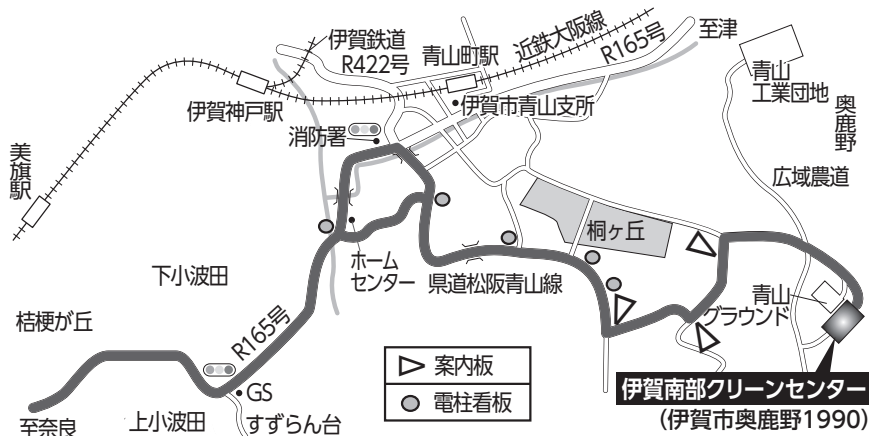 伊賀鉄道
R422号
青山町駅
近鉄大阪線
R165号
至津
青山
工業団地
奥鹿野
伊賀神戸駅
伊賀市青山支所
消防署
美旗駅
広域農道
桐ヶ丘
ホーム
センター
県道松阪青山線
下小波田
青山
グラウンド
桔梗が丘
R165号
案内板
電柱看板
GS
伊賀南部クリーンセンター
(伊賀市奥鹿野1990)
至奈良
上小波田
すずらん台